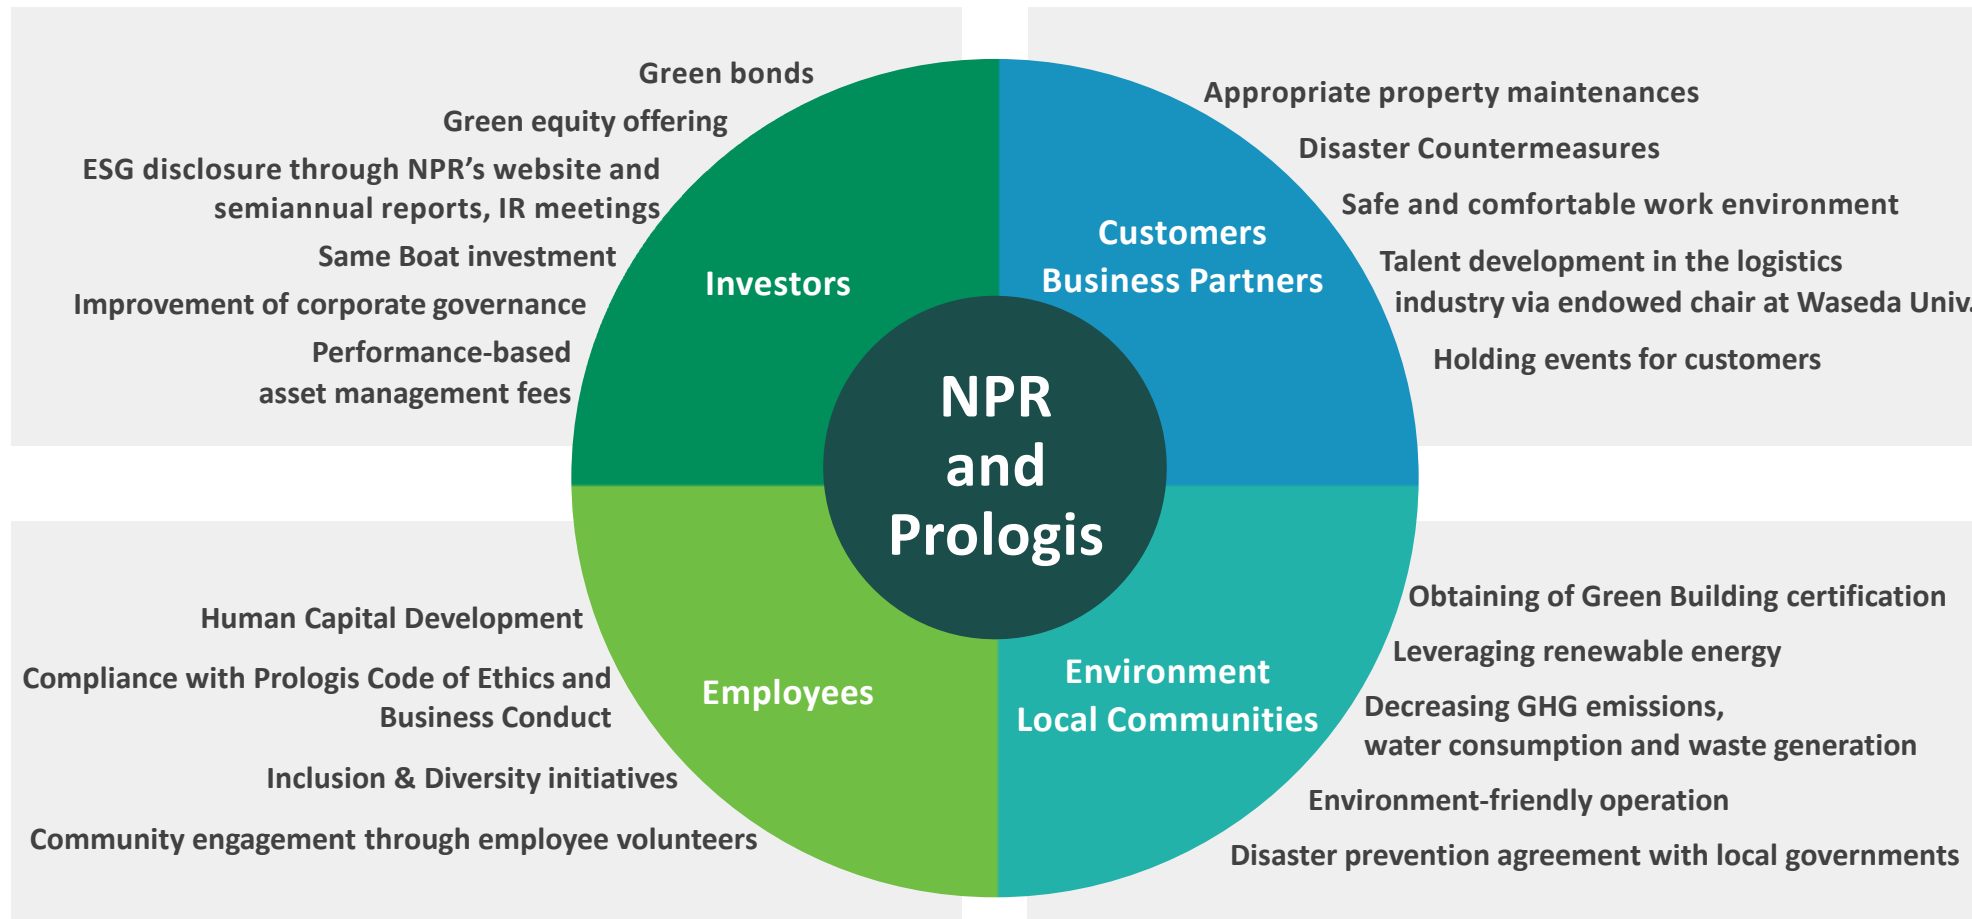 Green bonds
Green equity offering
ESG disclosure through NPR’s website and
semiannual reports, IR meetings
Same Boat investment
Improvement of corporate governance
Performance-based
asset management fees
Investors
Customers
Business Partners
Appropriate property maintenances
Disaster Countermeasures
Safe and comfortable work environment
Talent development in the logistics
industry via endowed chair at Waseda Univ.
Holding events for customers
NPR
and
Prologis
Human Capital Development
Compliance with Prologis Code of Ethics and
Business Conduct
Inclusion & Diversity initiatives
Community engagement through employee volunteers
Employees
Environment
Local Communities
Obtaining of Green Building certification
Leveraging renewable energy
Decreasing GHG emissions,
water consumption and waste generation
Environment-friendly operation
Disaster prevention agreement with local governments